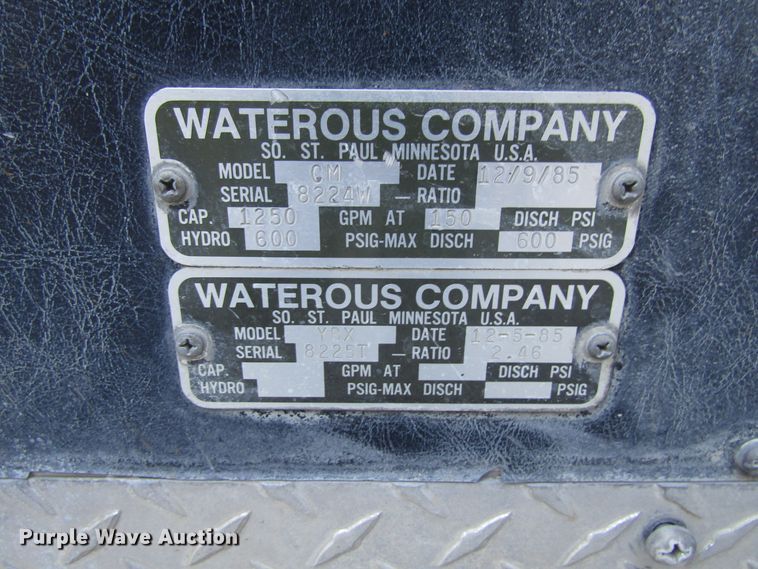 WATEROUS COMPANY
SO. ST. PAUL MINNESOTA U.S.A.
MODEL CM DATE 12/9/85
SERIAL 8224W — RATIO
CAP. 1250 GPM AT 150 DISCH PSI
HYDRO 600 PSIG-MAX DISCH 600 PSIG
WATEROUS COMPANY
SO. ST. PAUL MINNESOTA U.S.A.
MODEL DATE 12-5-85
SERIAL 8225T — RATIO 2.46
CAP. GPM AT DISCH PSI
HYDRO PSIG-MAX DISCH PSIG
Purple Wave Auction